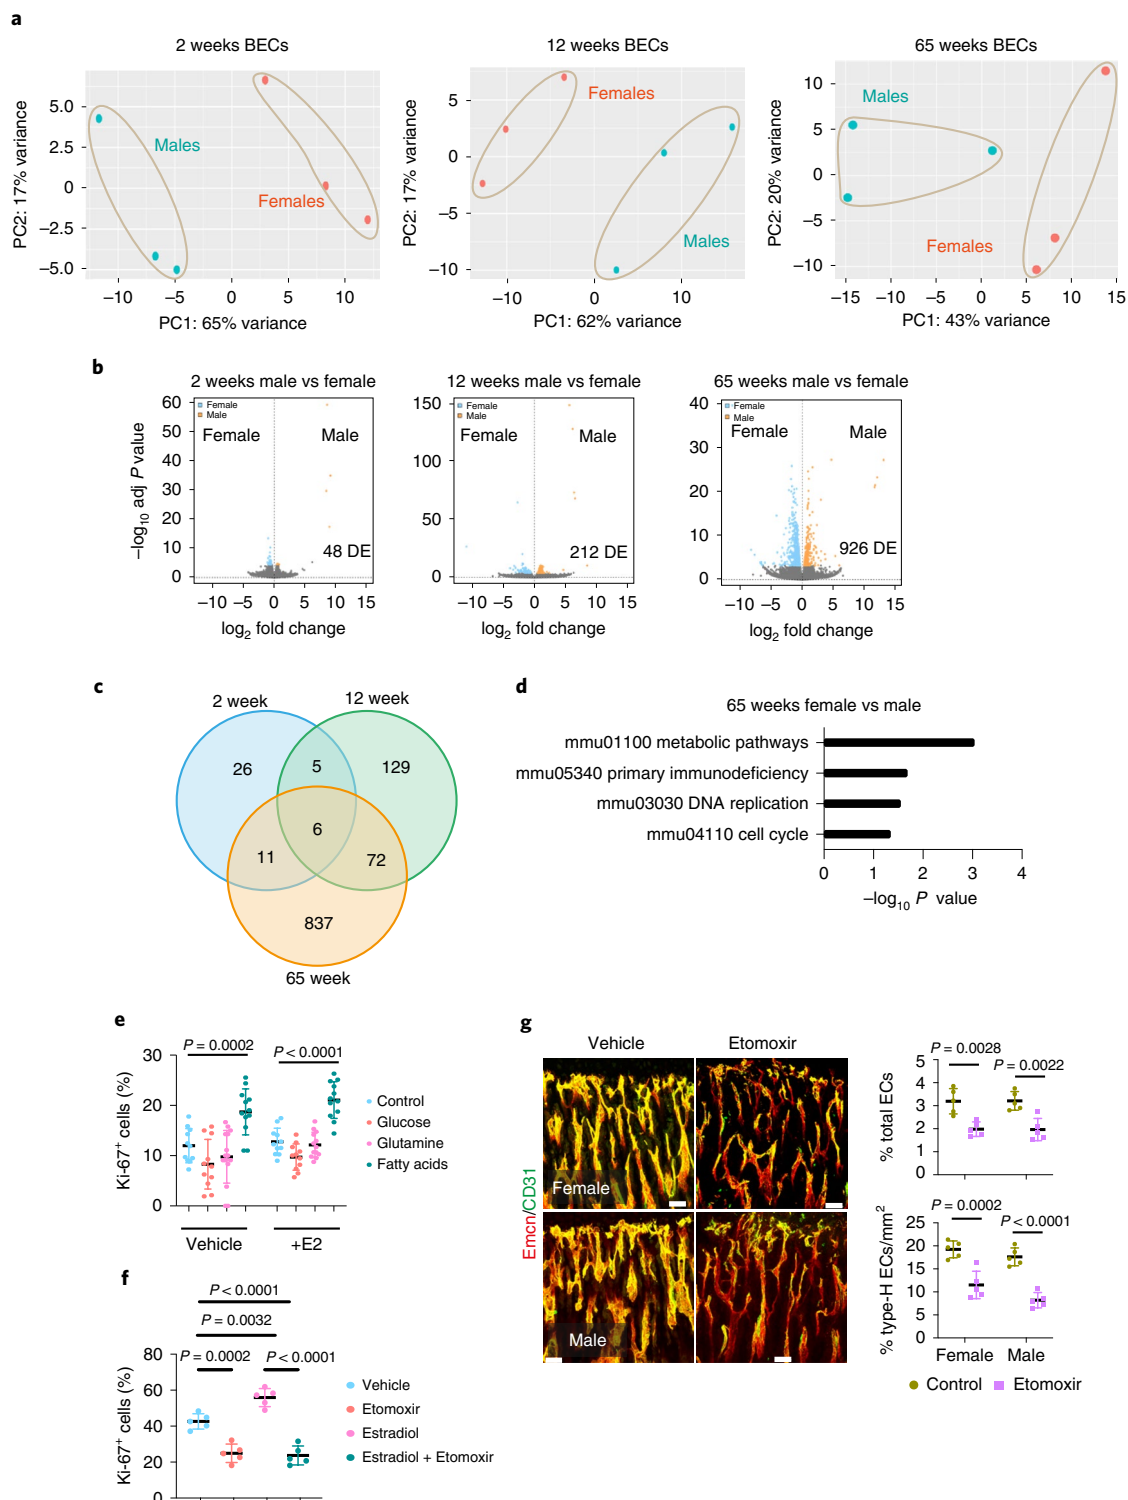 a
2 weeks BECs
12 weeks BECs
65 weeks BECs
PC2: 17% variance
5.0
2.5
0
−2.5
−5.0
Males
Females
−10 −5 0 5 10
PC1: 65% variance
PC2: 17% variance
5
0
−5
−10
Females
Males
−10 0 10
PC1: 62% variance
PC2: 20% variance
10
5
0
−5
−10
Males
Females
−15 −10 −5 0 5 10 15
PC1: 43% variance
b
2 weeks male vs female
12 weeks male vs female
65 weeks male vs female
−log10 adj P value
60
50
40
30
20
10
0
Female
Male
Female Male
48 DE
−10 −5 0 5 10 15
log2 fold change
150
100
50
0
Female
Male
Female Male
212 DE
−10 −5 0 5 10 15
log2 fold change
40
30
20
10
0
Female
Male
Female Male
926 DE
−10 −5 0 5 10 15
log2 fold change
c
2 week
12 week
26
5
129
6
11
72
837
65 week
d
65 weeks female vs male
mmu01100 metabolic pathways
mmu05340 primary immunodeficiency
mmu03030 DNA replication
mmu04110 cell cycle
0 1 2 3 4
−log10 P value
e
P = 0.0002
P < 0.0001
Ki-67+ cells (%)
30
20
10
0
Vehicle
+E2
Control
Glucose
Glutamine
Fatty acids
f
P < 0.0001
P = 0.0032
P = 0.0002
P < 0.0001
Ki-67+ cells (%)
80
60
40
20
0
Vehicle
Etomoxir
Estradiol
Estradiol + Etomoxir
g
Vehicle
Etomoxir
Emcn/CD31
Female
Male
P = 0.0028
P = 0.0022
% total ECs
5
4
3
2
1
0
P = 0.0002
P < 0.0001
% type-H ECs/mm2
25
20
15
10
5
0
Female Male
Control Etomoxir